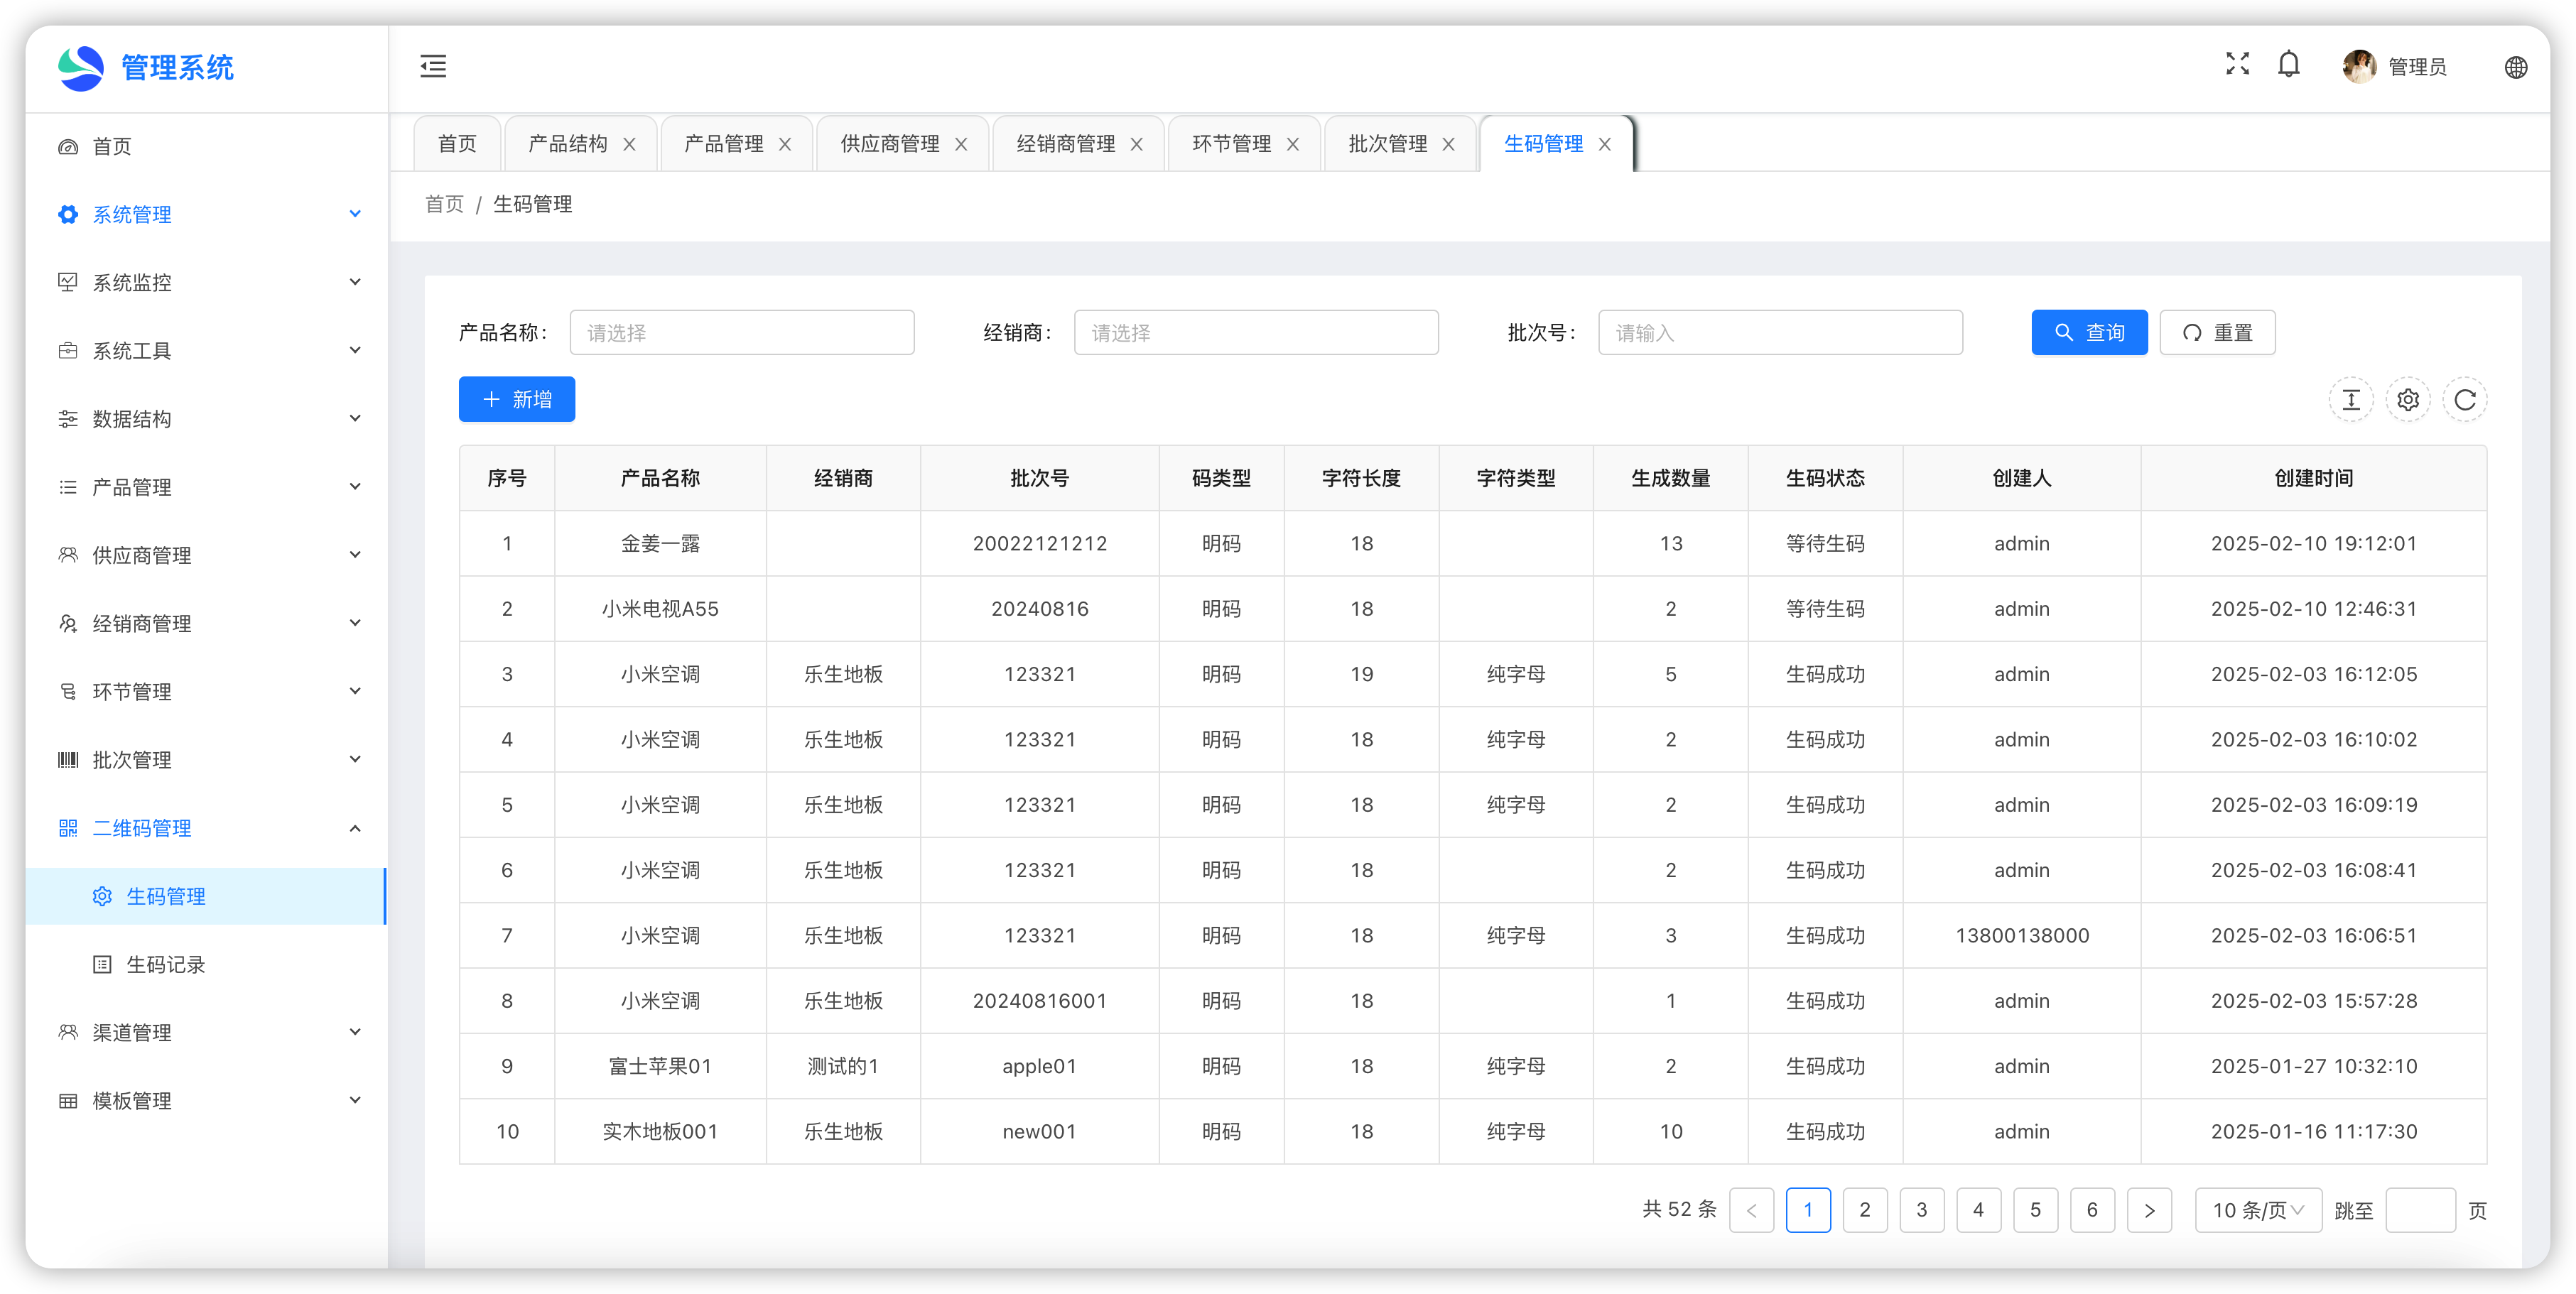 管理系统
管理员
首页
系统管理
系统监控
系统工具
数据结构
产品管理
供应商管理
经销商管理
环节管理
批次管理
二维码管理
生码管理
生码记录
渠道管理
模板管理
首页 产品结构 产品管理 供应商管理 经销商管理 环节管理 批次管理 生码管理
首页 / 生码管理
产品名称： 请选择 经销商： 请选择 批次号： 请输入 查询 重置
新增
序号 产品名称 经销商 批次号 码类型 字符长度 字符类型 生成数量 生码状态 创建人 创建时间
1 金姜一露 20022121212 明码 18 13 等待生码 admin 2025-02-10 19:12:01
2 小米电视A55 20240816 明码 18 2 等待生码 admin 2025-02-10 12:46:31
3 小米空调 乐生地板 123321 明码 19 纯字母 5 生码成功 admin 2025-02-03 16:12:05
4 小米空调 乐生地板 123321 明码 18 纯字母 2 生码成功 admin 2025-02-03 16:10:02
5 小米空调 乐生地板 123321 明码 18 纯字母 2 生码成功 admin 2025-02-03 16:09:19
6 小米空调 乐生地板 123321 明码 18 2 生码成功 admin 2025-02-03 16:08:41
7 小米空调 乐生地板 123321 明码 18 纯字母 3 生码成功 13800138000 2025-02-03 16:06:51
8 小米空调 乐生地板 20240816001 明码 18 1 生码成功 admin 2025-02-03 15:57:28
9 富士苹果01 测试的1 apple01 明码 18 纯字母 2 生码成功 admin 2025-01-27 10:32:10
10 实木地板001 乐生地板 new001 明码 18 纯字母 10 生码成功 admin 2025-01-16 11:17:30
共 52 条 < 1 2 3 4 5 6 > 10 条/页 跳至 页